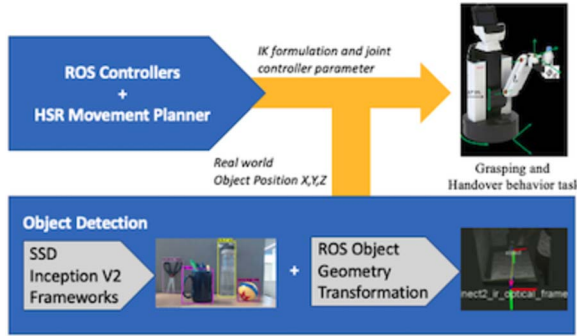 ROS Controllers
+
HSR Movement Planner
IK formulation and joint
controller parameter
Grasping and
Handover behavior task
Real world
Object Position X,Y,Z
Object Detection
SSD
Inception V2
Frameworks
+
ROS Object
Geometry
Transformation
nect2_ir_optical_frame